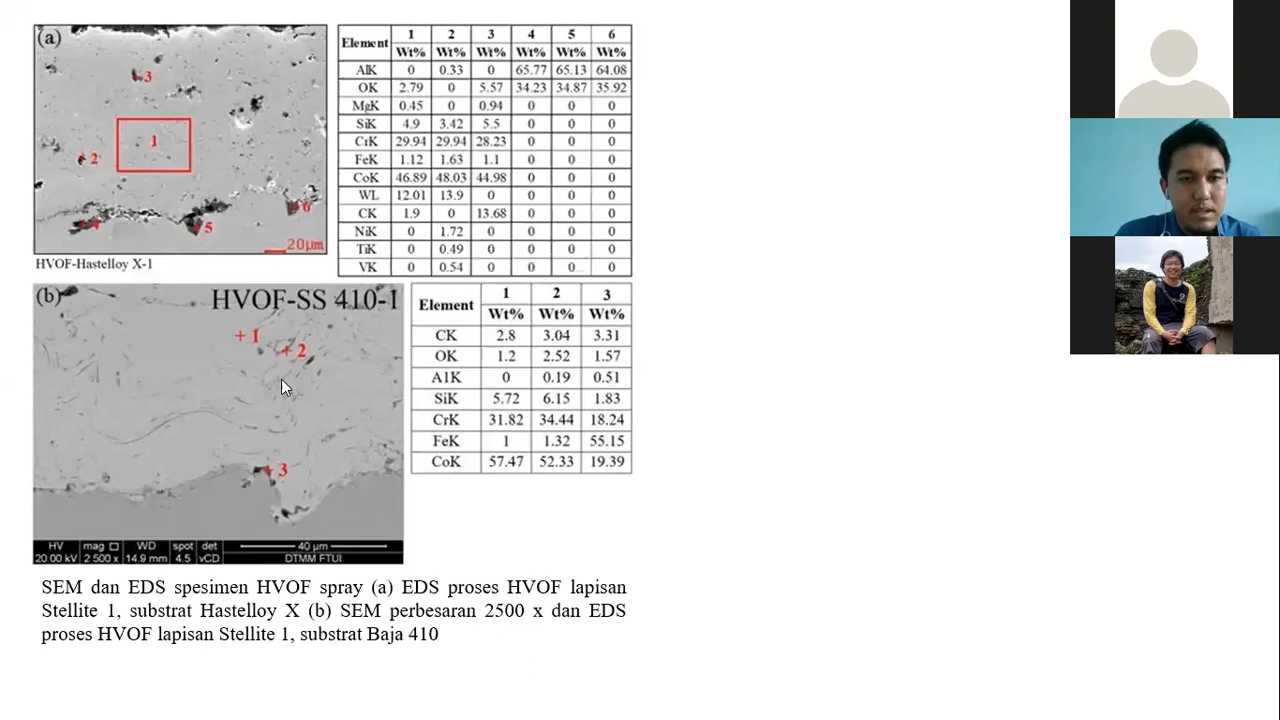 (a)
3
1
2
4
5
6
20μm
HVOF-Hastelloy X-1
Element 1 2 3 4 5 6
Wt% Wt% Wt% Wt% Wt% Wt%
AlK 0 0.33 0 65.77 65.13 64.08
OK 2.79 0 5.57 34.23 34.87 35.92
MgK 0.45 0 0.94 0 0 0
SiK 4.9 3.42 5.5 0 0 0
CrK 29.94 29.94 28.23 0 0 0
FeK 1.12 1.63 1.1 0 0 0
CoK 46.89 48.03 44.98 0 0 0
WL 12.01 13.9 0 0 0 0
CK 1.9 0 13.68 0 0 0
NiK 0 1.72 0 0 0 0
TiK 0 0.49 0 0 0 0
VK 0 0.54 0 0 0 0
(b) HVOF-SS 410-1
+ 1
+ 2
+ 3
HV mag WD spot det 40 μm
20.00 kV 2 500 x 14.9 mm 4.5 vCD DTMM FTUI
Element 1 2 3
Wt% Wt% Wt%
CK 2.8 3.04 3.31
OK 1.2 2.52 1.57
A1K 0 0.19 0.51
SiK 5.72 6.15 1.83
CrK 31.82 34.44 18.24
FeK 1 1.32 55.15
CoK 57.47 52.33 19.39
SEM dan EDS spesimen HVOF spray (a) EDS proses HVOF lapisan
Stellite 1, substrat Hastelloy X (b) SEM perbesaran 2500 x dan EDS
proses HVOF lapisan Stellite 1, substrat Baja 410